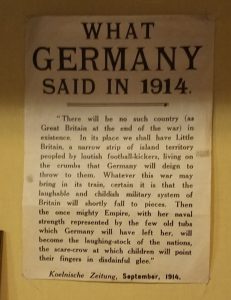 WHAT
GERMANY
SAID IN 1914.
"There will be no such country (as
Great Britain at the end of the war) in
existence. In its place we shall have Little
Britain, a narrow strip of island territory
peopled by loutish football-kickers, living on
the crumbs that Germany will deign to
throw to them. Whatever this war may
bring in its train, certain it is that the
laughable and childish military system of
Britain will shortly fall to pieces. Then
the once mighty Empire, with her naval
strength represented by the few old tubs
which Germany will have left her, will
become the laughing-stock of the nations,
the scare-crow at which children will point
their fingers in disdainful glee."
Koelnische Zeitung, September, 1914.